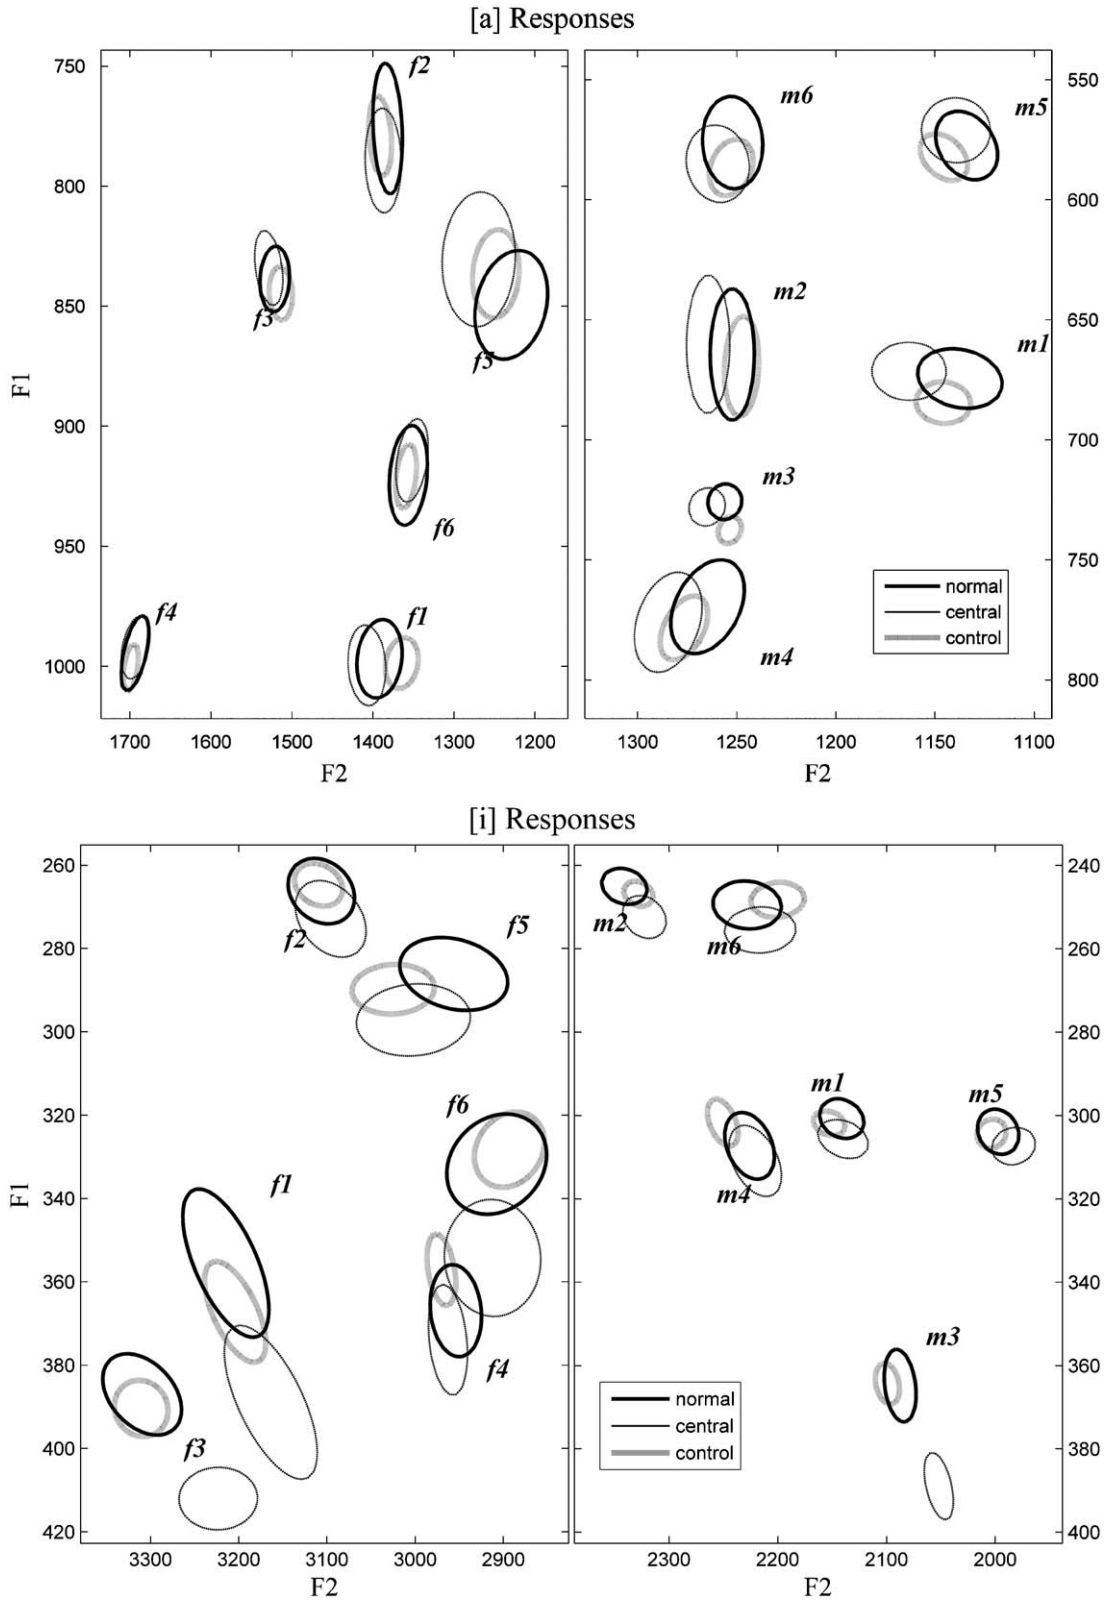 [a] Responses
F1
750
800
850
900
950
1000
f2
f3
f5
f6
f4
f1
1700 1600 1500 1400 1300 1200
F2
550
600
650
700
750
800
m6
m5
m2
m1
m3
m4
normal
central
control
1300 1250 1200 1150 1100
F2
[i] Responses
F1
260
280
300
320
340
360
380
400
420
f2
f5
f6
f1
f4
f3
3300 3200 3100 3000 2900
F2
240
260
280
300
320
340
360
380
400
m2
m6
m1
m5
m4
m3
normal
central
control
2300 2200 2100 2000
F2